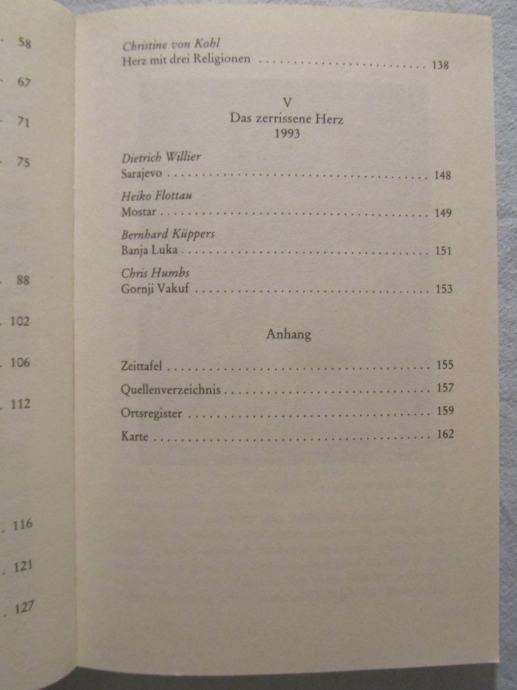 58
67
71
75
88
102
106
112
116
121
127
Christine von Kohl
Herz mit drei Religionen ........................ 138
V
Das zerrissene Herz
1993
Dietrich Willier
Sarajevo ...................................... 148
Heiko Flottau
Mostar ....................................... 149
Bernhard Küppers
Banja Luka .................................... 151
Chris Humbs
Gornji Vakuf .................................. 153
Anhang
Zeittafel ...................................... 155
Quellenverzeichnis .............................. 157
Ortsregister .................................... 159
Karte ........................................ 162